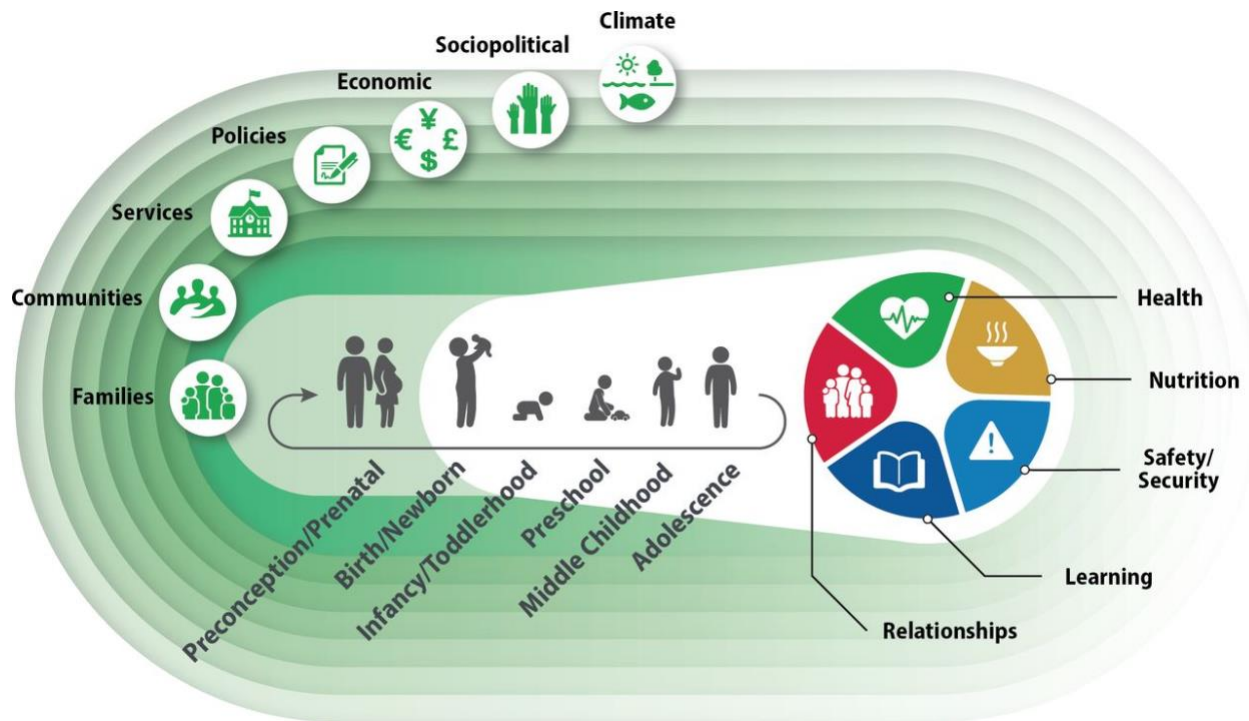 Climate
Sociopolitical
Economic
Policies
Services
Communities
Families
¥
€ £
$
Preconception/Prenatal
Birth/Newborn
Infancy/Toddlerhood
Preschool
Middle Childhood
Adolescence
Health
Nutrition
Safety/
Security
Learning
Relationships